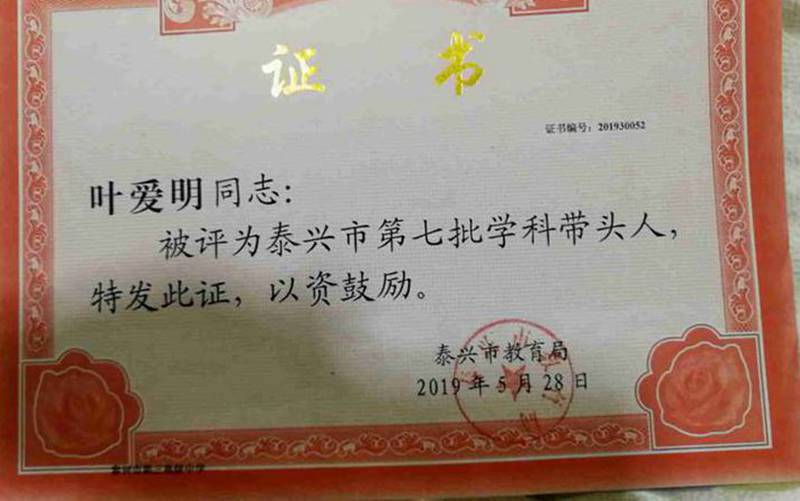 证书
证书编号：201930052
叶爱明同志：
被评为泰兴市第七批学科带头人，
特发此证，以资鼓励。
泰兴市教育局
2019年5月28日